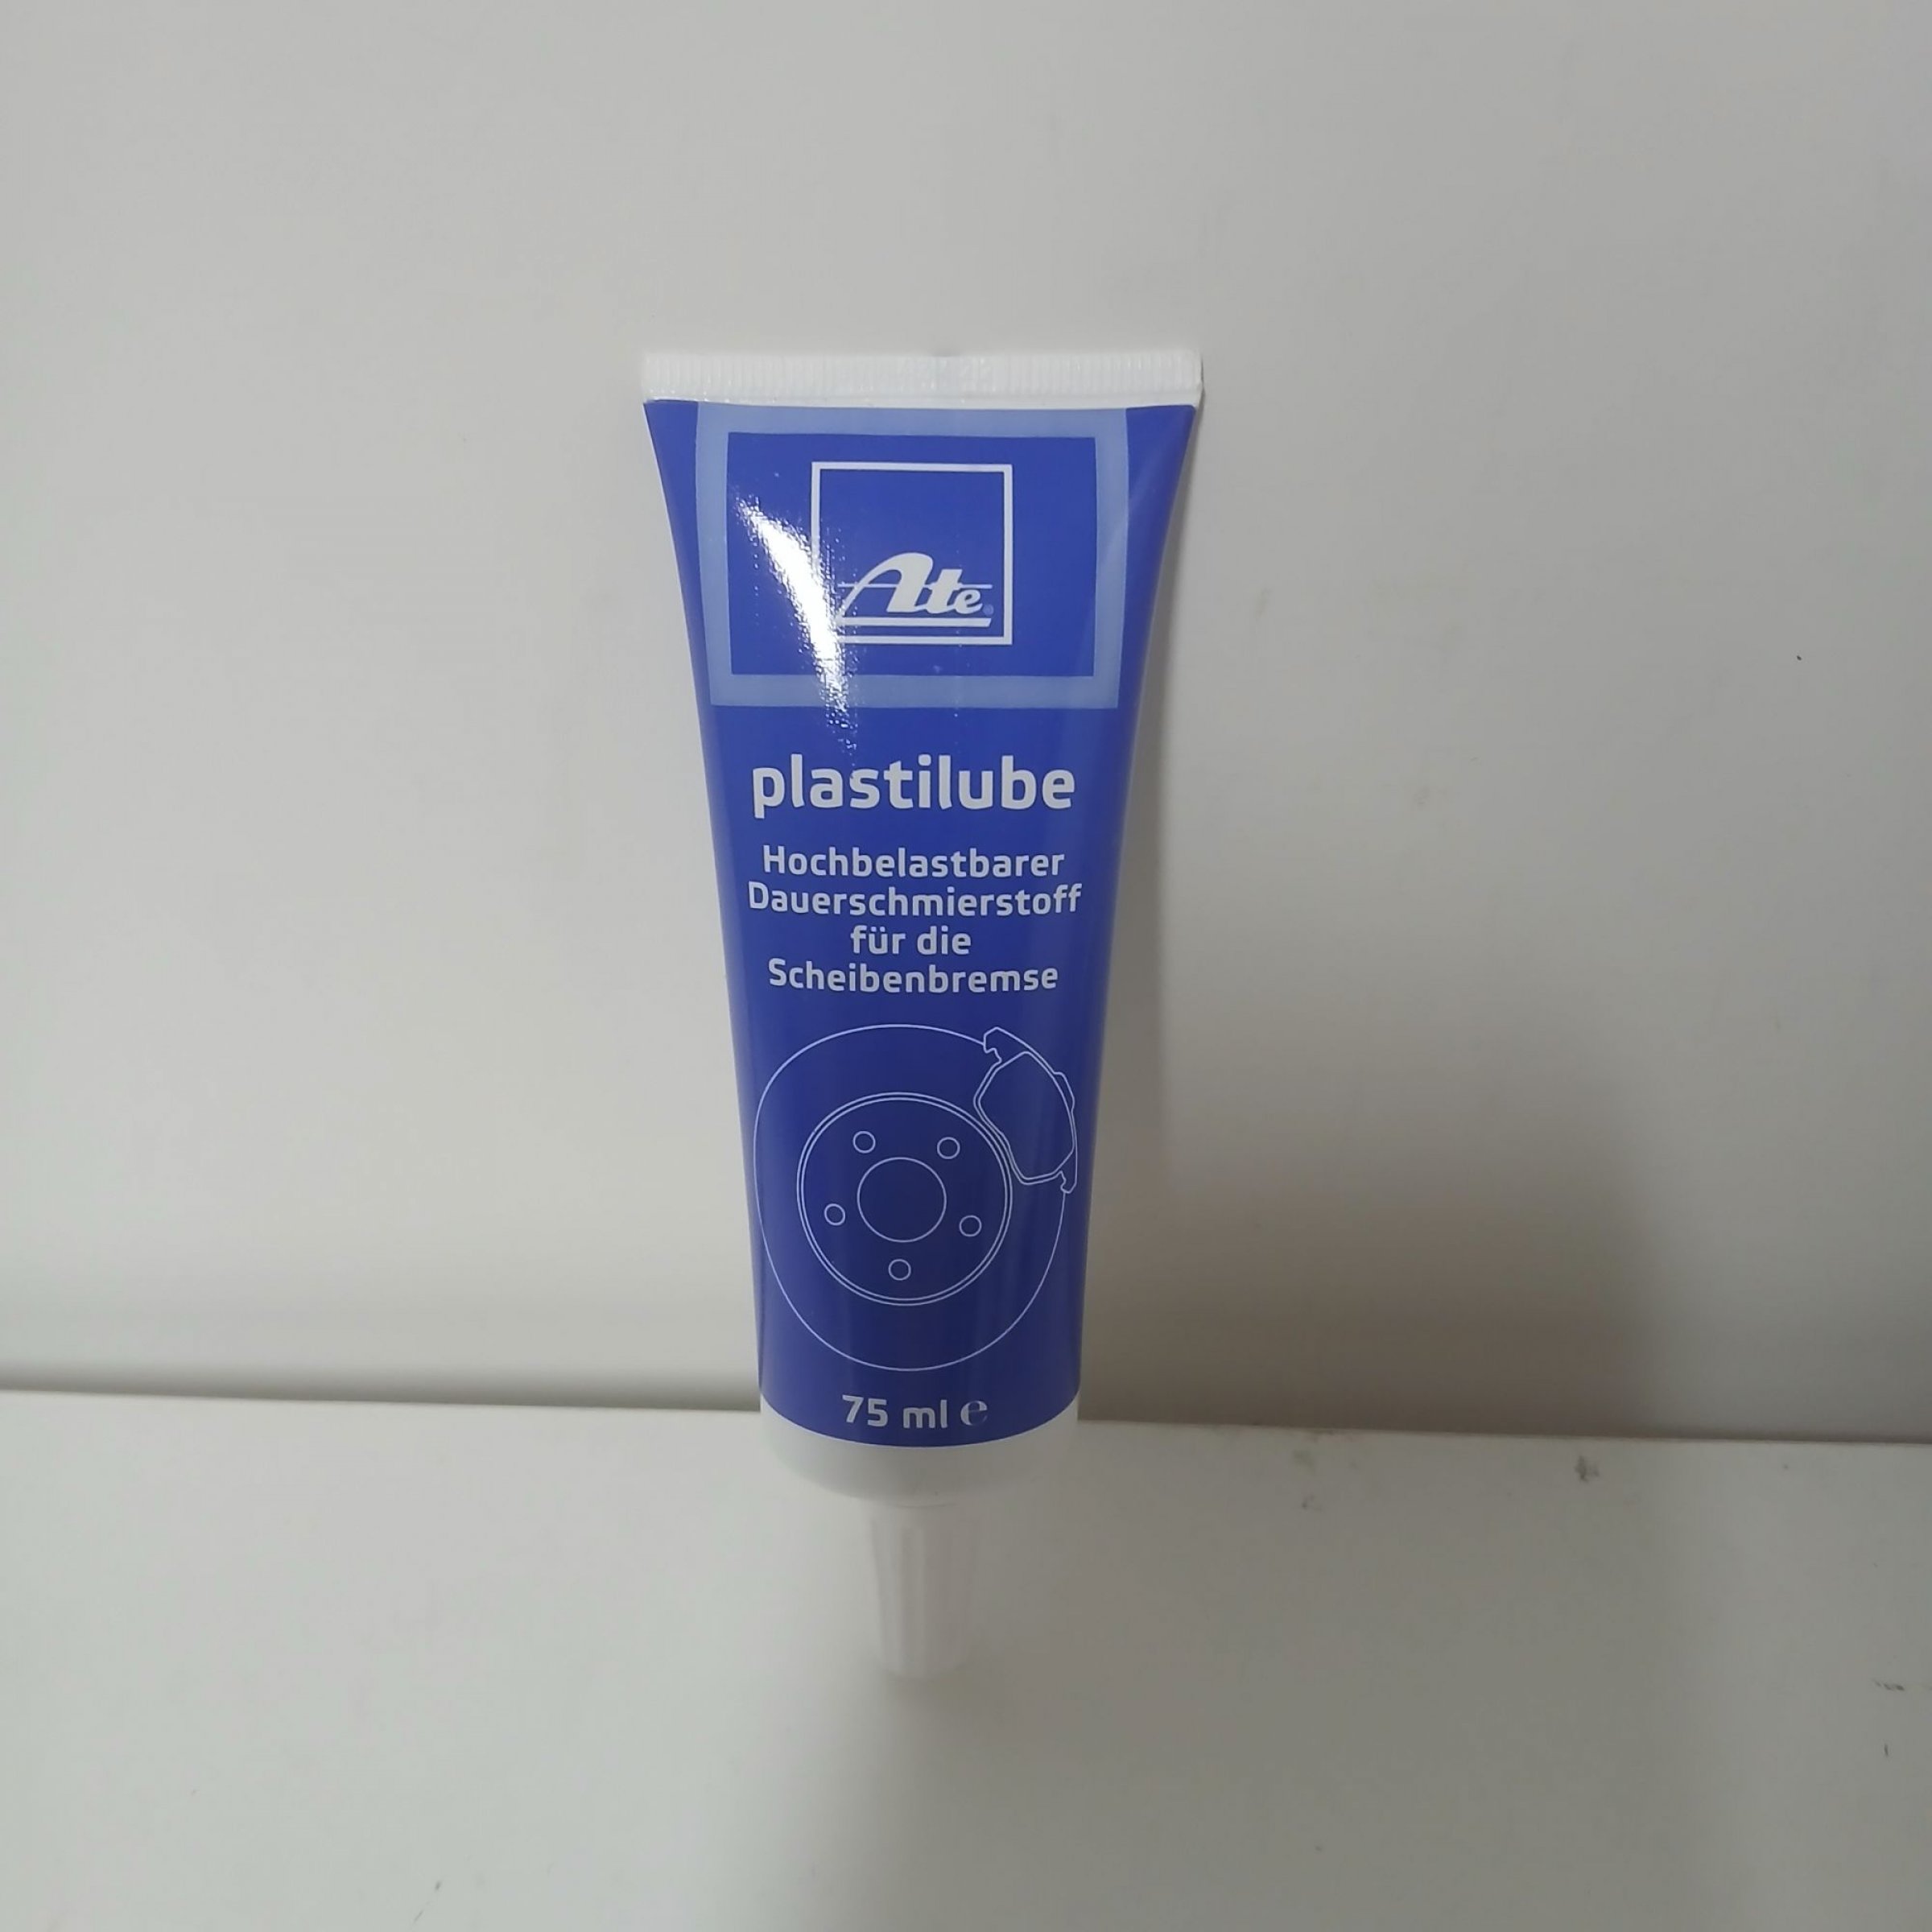 Ate
plastilube
Hochbelastbarer
Dauerschmierstoff
für die
Scheibenbremse
75 ml ℮